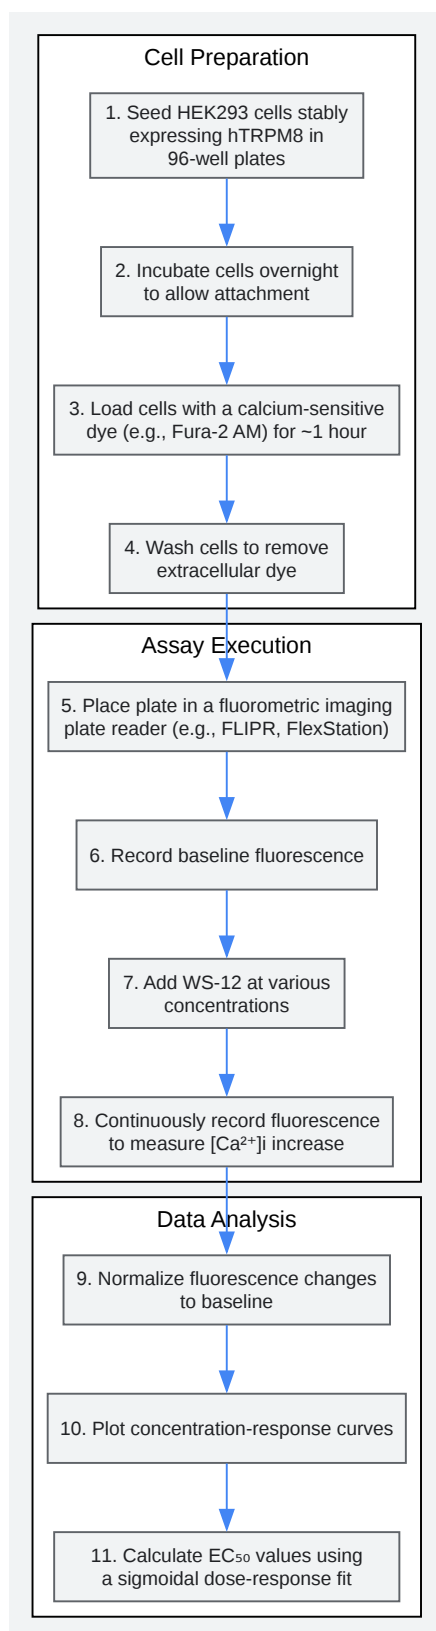 Cell Preparation
1. Seed HEK293 cells stably
expressing hTRPM8 in
96-well plates
2. Incubate cells overnight
to allow attachment
3. Load cells with a calcium-sensitive
dye (e.g., Fura-2 AM) for ~1 hour
4. Wash cells to remove
extracellular dye
Assay Execution
5. Place plate in a fluorometric imaging
plate reader (e.g., FLIPR, FlexStation)
6. Record baseline fluorescence
7. Add WS-12 at various
concentrations
8. Continuously record fluorescence
to measure [Ca²⁺]i increase
Data Analysis
9. Normalize fluorescence changes
to baseline
10. Plot concentration-response curves
11. Calculate EC₅₀ values using
a sigmoidal dose-response fit